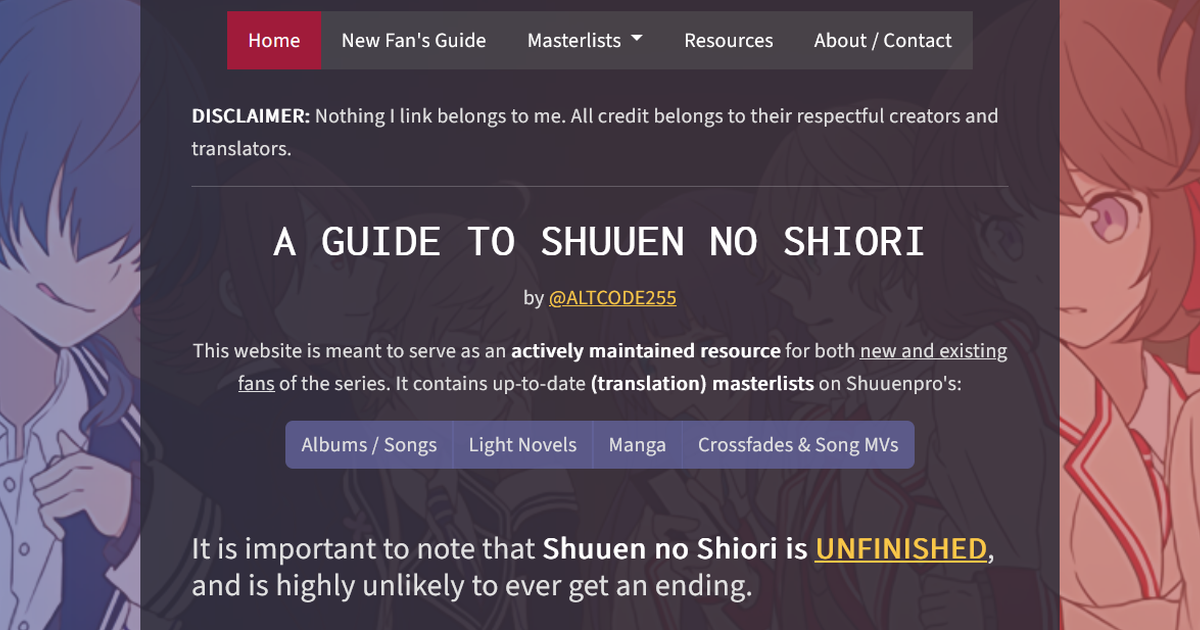 Home New Fan's Guide Masterlists Resources About / Contact
DISCLAIMER: Nothing I link belongs to me. All credit belongs to their respectful creators and
translators.
A GUIDE TO SHUUEN NO SHIORI
by @ALTCODE255
This website is meant to serve as an actively maintained resource for both new and existing
fans of the series. It contains up-to-date (translation) masterlists on Shuuenpro's:
Albums / Songs Light Novels Manga Crossfades & Song MVs
It is important to note that Shuuen no Shiori is UNFINISHED,
and is highly unlikely to ever get an ending.